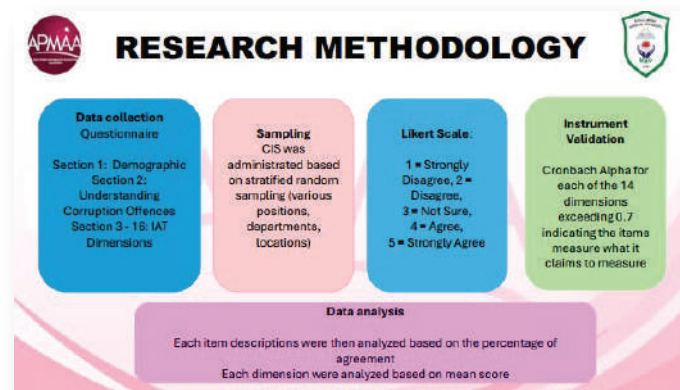 APMAA
RESEARCH METHODOLOGY
Data collection
Questionnaire
Section 1: Demographic
Section 2:
Understanding
Corruption Offences
Section 3 - 16: IAT
Dimensions
Sampling
CIS was
administrated based
on stratified random
sampling (various
positions,
departments,
locations)
Likert Scale:
1 = Strongly
Disagree, 2 =
Disagree,
3 = Not Sure,
4 = Agree,
5 = Strongly Agree
Instrument
Validation
Cronbach Alpha for
each of the 14
dimensions
exceeding 0.7
indicating the items
measure what it
claims to measure
Data analysis
Each item descriptions were then analyzed based on the percentage of
agreement
Each dimension were analyzed based on mean score